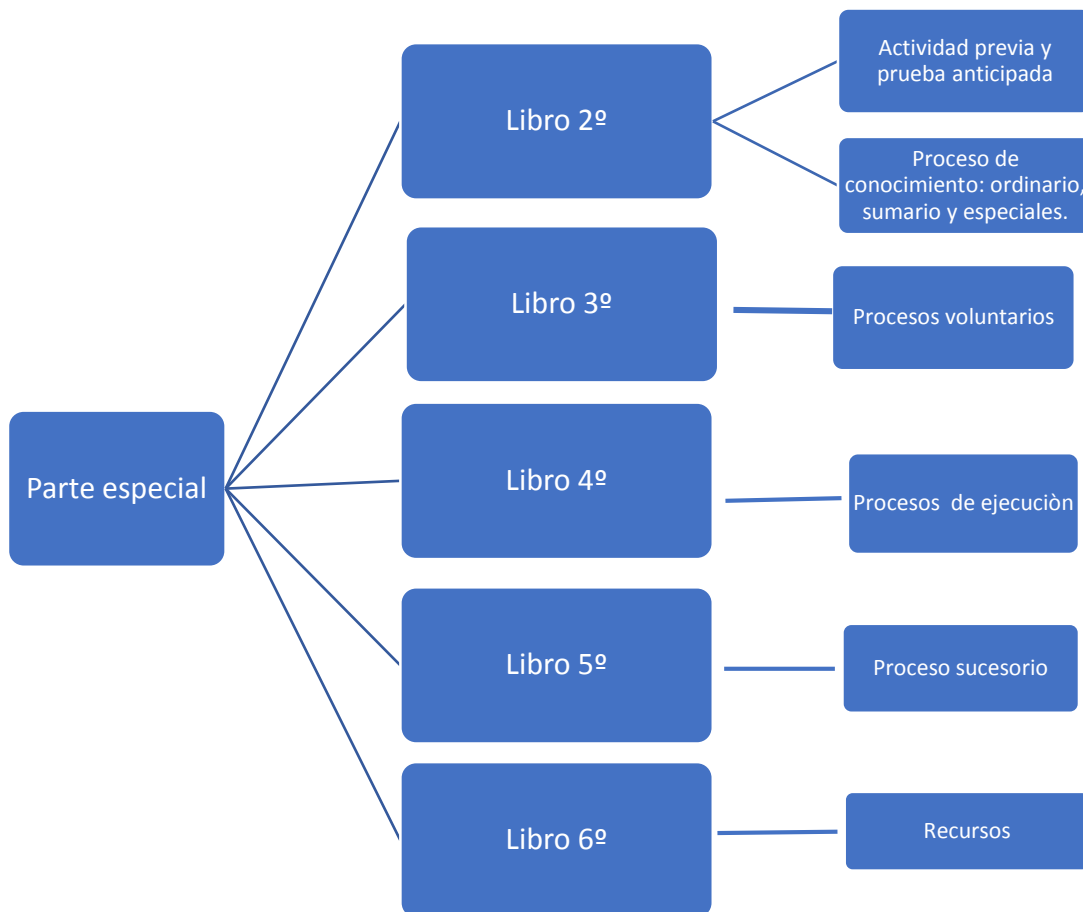 Parte especial
Libro 2º
Actividad previa y
prueba anticipada
Proceso de
conocimiento: ordinario,
sumario y especiales.
Libro 3º
Procesos voluntarios
Libro 4º
Procesos  de ejecuciòn
Libro 5º
Proceso sucesorio
Libro 6º
Recursos